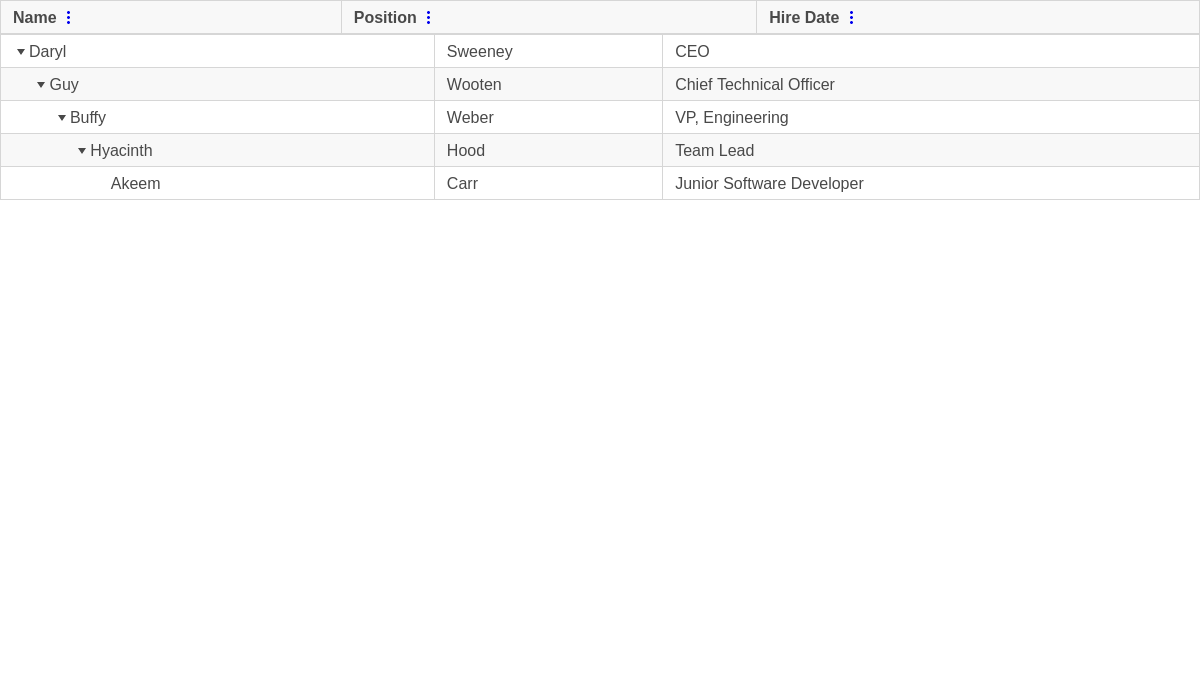 Name Position Hire Date
Daryl Sweeney CEO
Guy Wooten Chief Technical Officer
Buffy Weber VP, Engineering
Hyacinth Hood Team Lead
Akeem Carr Junior Software Developer